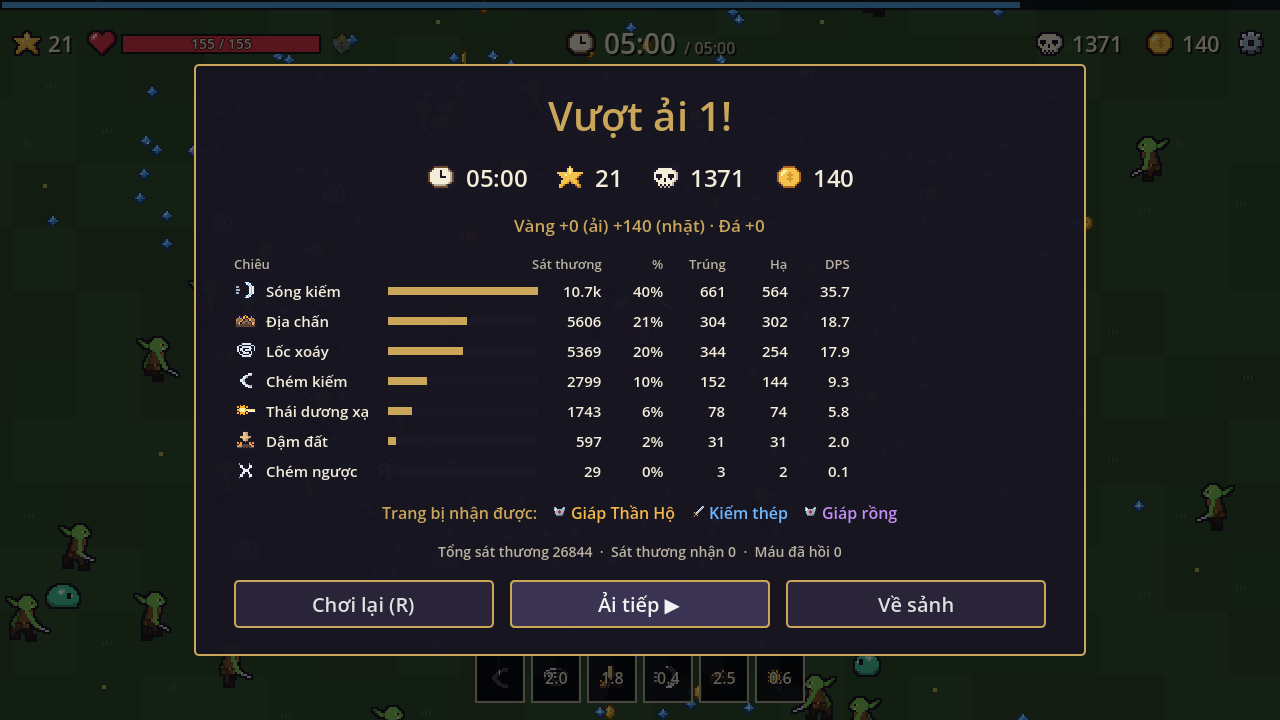 21 155 / 155 05:00 / 05:00 1371 140
Vượt ải 1!
05:00 21 1371 140
Vàng +0 (ải) +140 (nhặt) · Đá +0
Chiêu Sát thương % Trúng Hạ DPS
Sóng kiếm 10.7k 40% 661 564 35.7
Địa chấn 5606 21% 304 302 18.7
Lốc xoáy 5369 20% 344 254 17.9
Chém kiếm 2799 10% 152 144 9.3
Thái dương xạ 1743 6% 78 74 5.8
Dậm đất 597 2% 31 31 2.0
Chém ngược 29 0% 3 2 0.1
Trang bị nhận được: Giáp Thần Hộ Kiếm thép Giáp rồng
Tổng sát thương 26844 · Sát thương nhận 0 · Máu đã hồi 0
Chơi lại (R) Ải tiếp ▶ Về sảnh
2.0 1.8 0.4 2.5 0.6